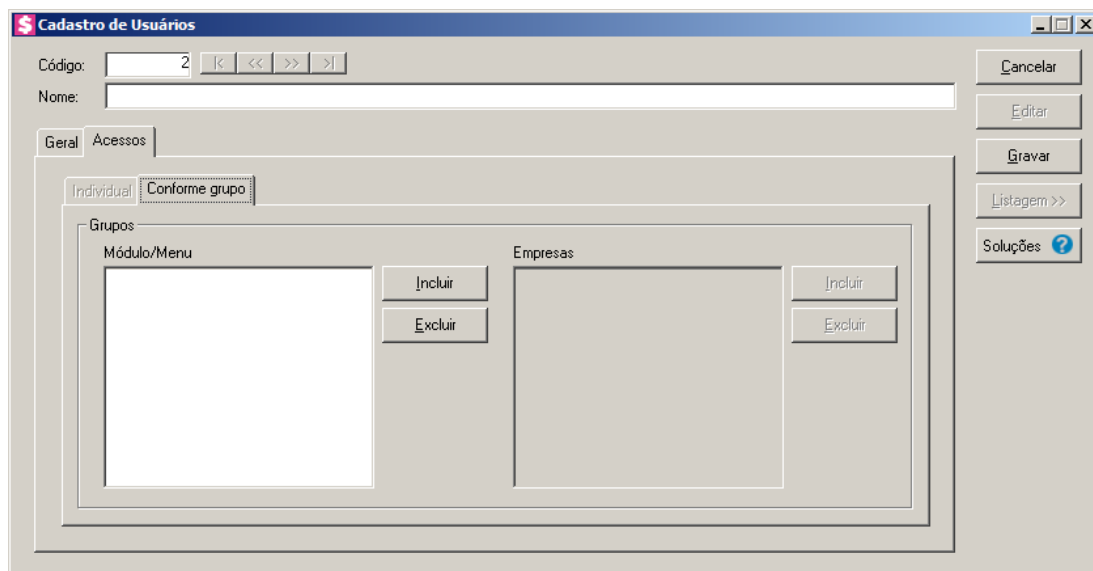 Cadastro de Usuários
Código: 2 |< << >> >|
Cancelar
Nome:
Editar
Geral Acessos
Gravar
Individual Conforme grupo
Listagem >>
Grupos
Soluções ?
Módulo/Menu Empresas
Incluir Incluir
Excluir Excluir